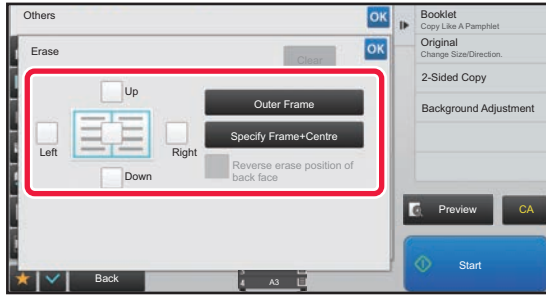 Others
OK
Erase
Clear
OK
Up
Left
Right
Down
Outer Frame
Specify Frame+Centre
Reverse erase position of
back face
Back
4
A3
Booklet
Copy Like A Pamphlet
Original
Change Size/Direction.
2-Sided Copy
Background Adjustment
Preview
CA
Start